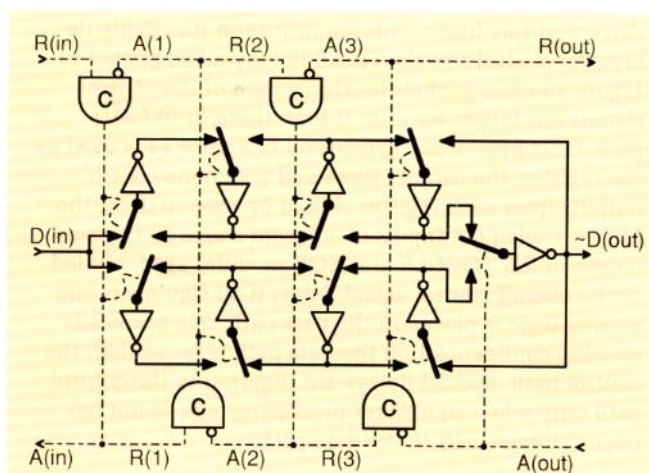 R(in) A(1) R(2) A(3) R(out)
C C
D(in) ~D(out)
C C
A(in) R(1) A(2) R(3) A(out)